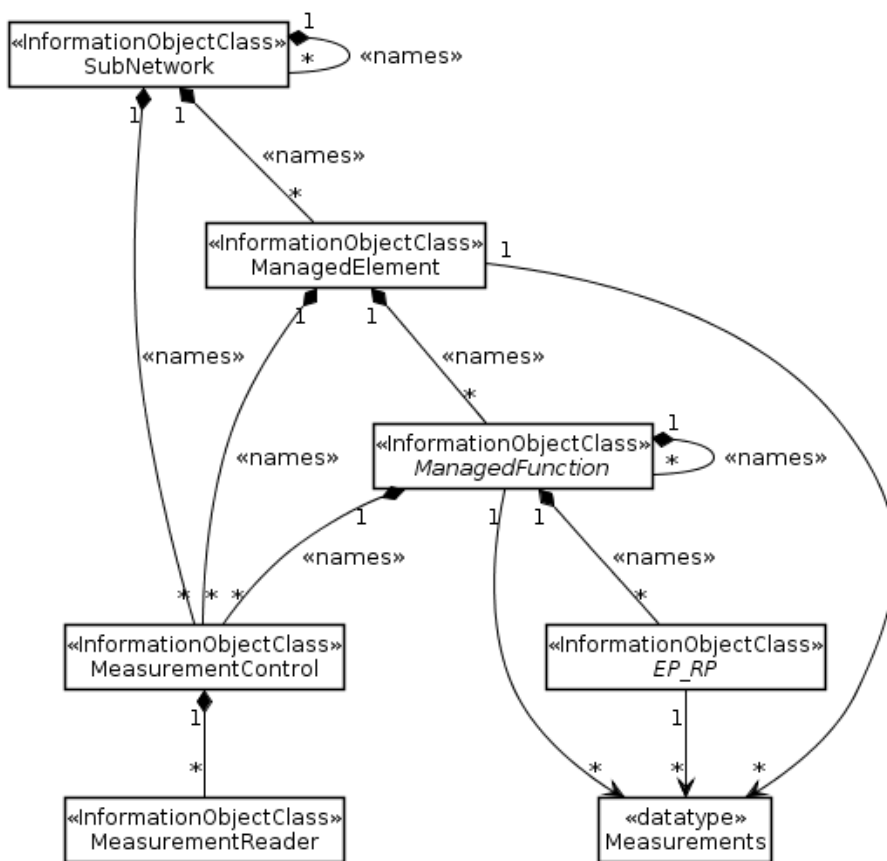 1
«InformationObjectClass»
SubNetwork
*
«names»
1
1
«names»
*
«InformationObjectClass»
ManagedElement
1
1
1
«names»
«names»
*
1
«InformationObjectClass»
ManagedFunction
*
«names»
«names»
1
1
1
«names»
«names»
*
*
*
*
«InformationObjectClass»
MeasurementControl
«InformationObjectClass»
EP_RP
1
1
*
*
*
*
«InformationObjectClass»
MeasurementReader
«datatype»
Measurements